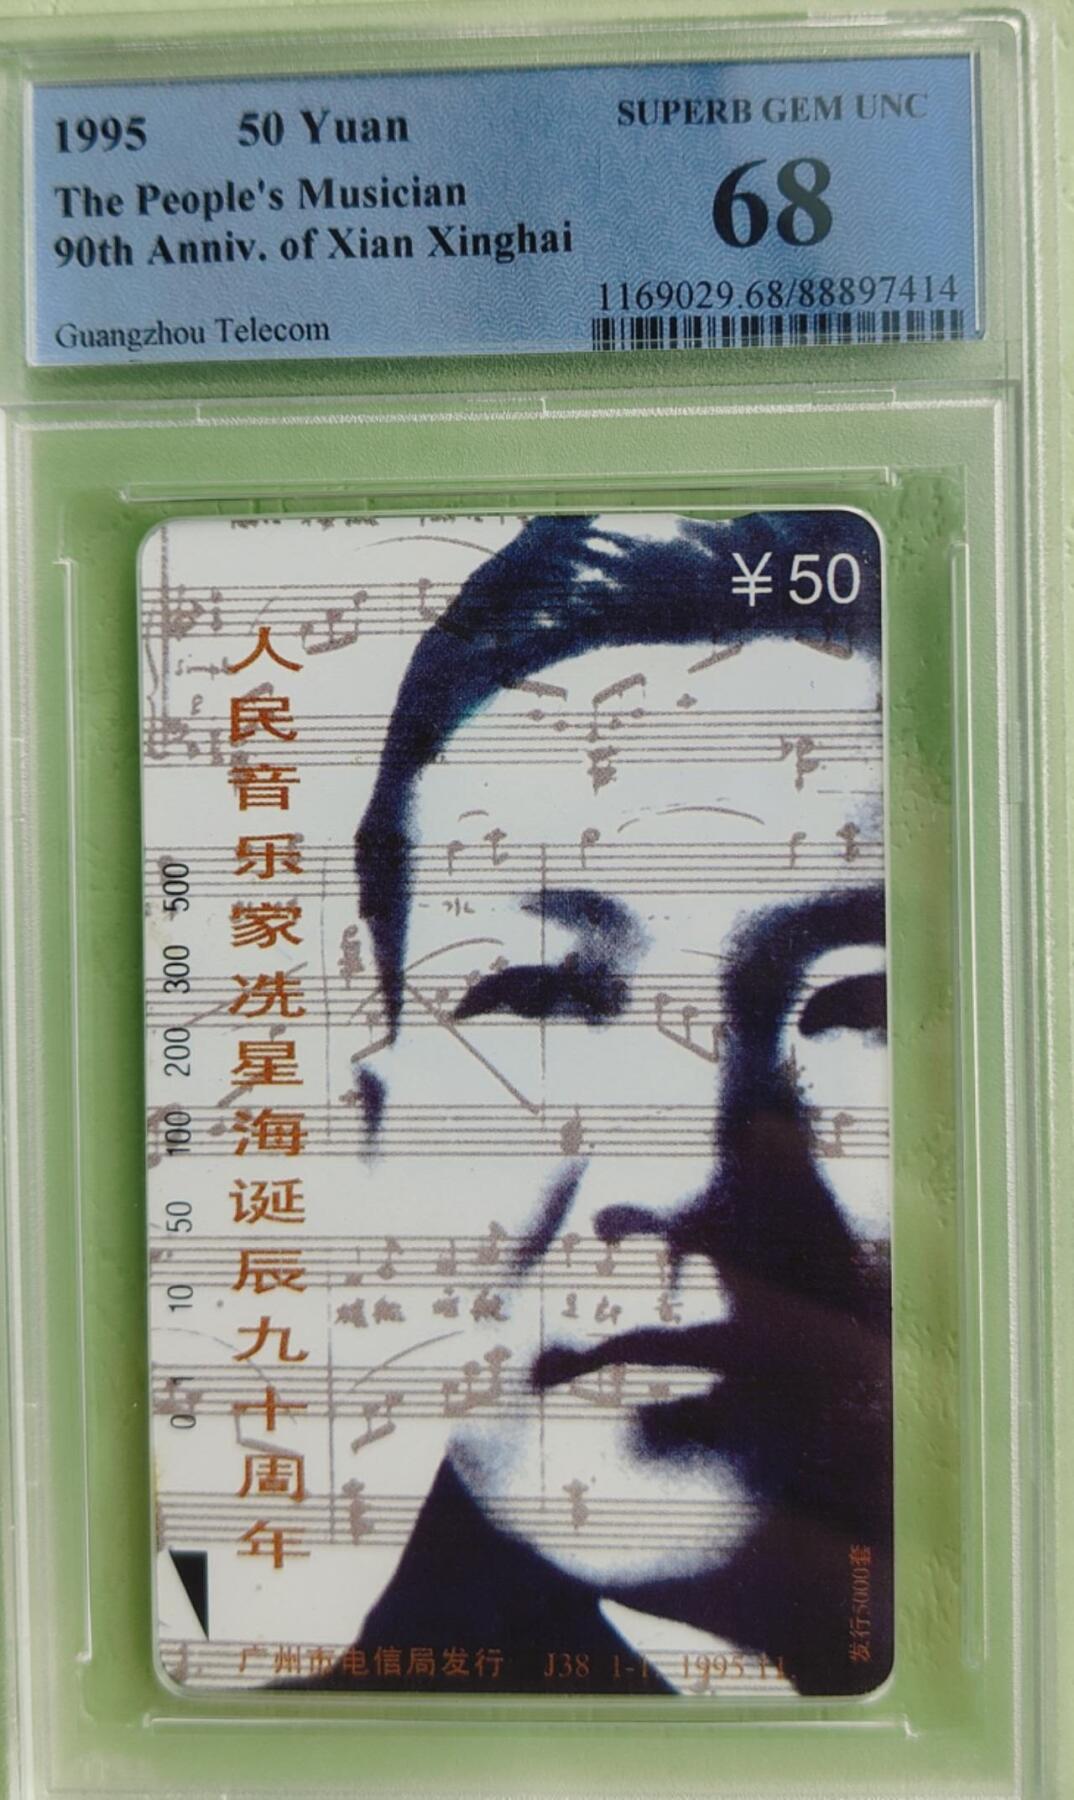 1995 50 Yuan
SUPERB GEM UNC
The People's Musician
68
90th Anniv. of Xian Xinghai
1169029.68/88897414
Guangzhou Telecom
¥50
人民音乐家冼星海诞辰九十周年
500
300
200
100
50
10
1
0
发行5000套
广州市电信局发行 J38 1-1. 1995.11.